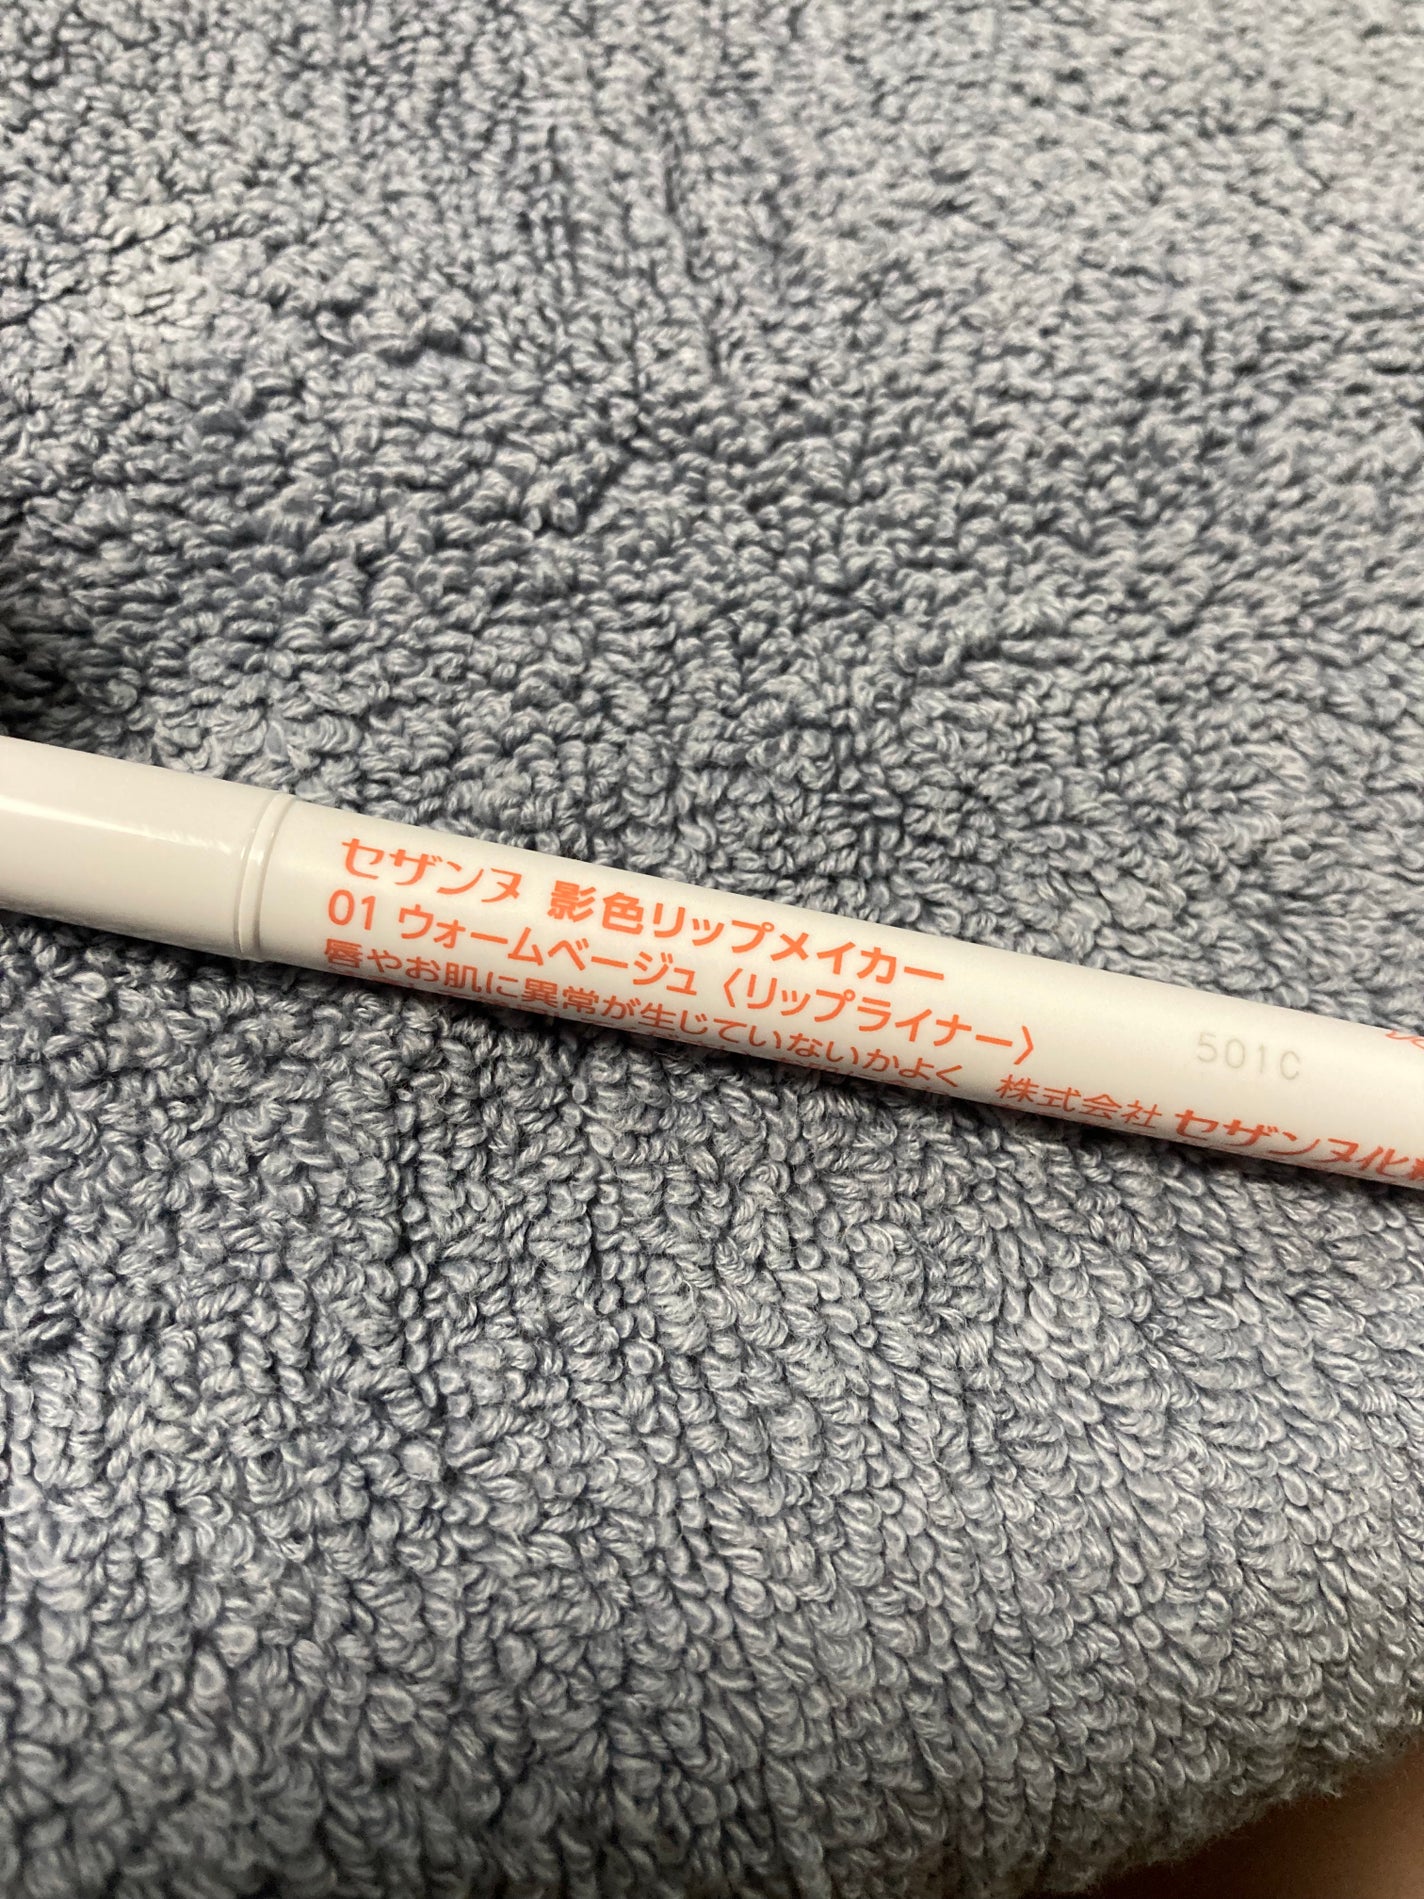 セザンヌ 影色リップメイカー
01 ウォームベージュ〈リップライナー〉
唇やお肌に異常が生じていないかよく
株式会社 セザンヌ化
501C